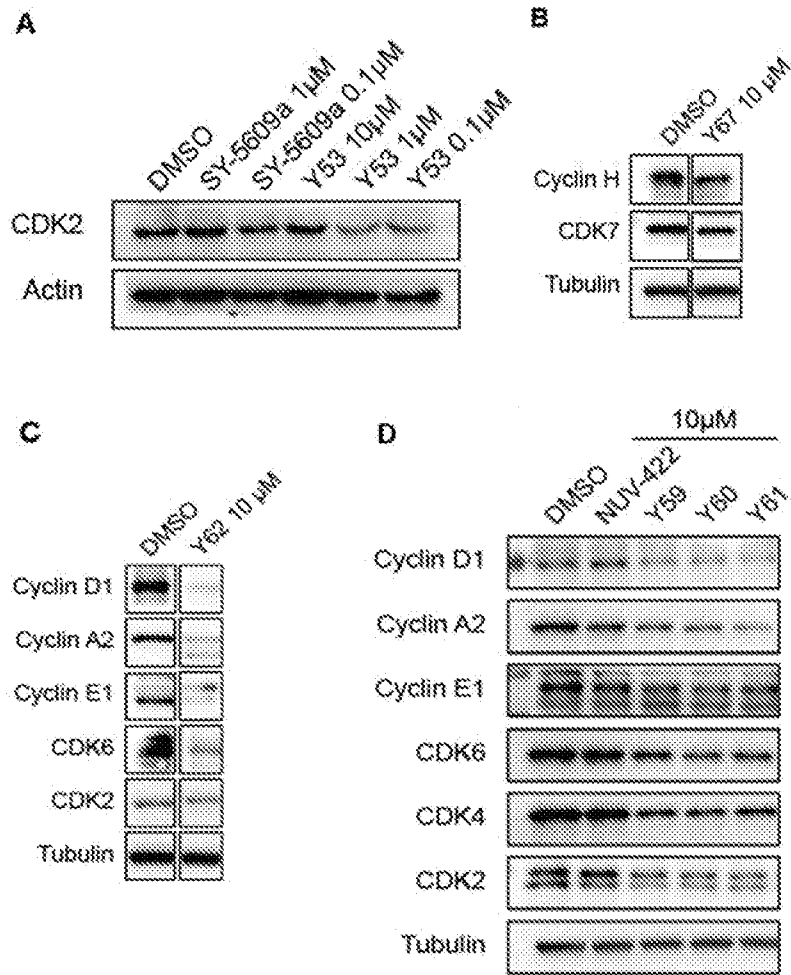 A
DMSO
SY-5609a 1µM
SY-5609a 0.1µM
Y53 10µM
Y53 1µM
Y53 0.1µM
CDK2
Actin
B
DMSO
Y67 10 µM
Cyclin H
CDK7
Tubulin
C
DMSO
Y62 10 µM
Cyclin D1
Cyclin A2
Cyclin E1
CDK6
CDK2
Tubulin
D
10µM
DMSO
NUV-422
Y59
Y60
Y61
Cyclin D1
Cyclin A2
Cyclin E1
CDK6
CDK4
CDK2
Tubulin